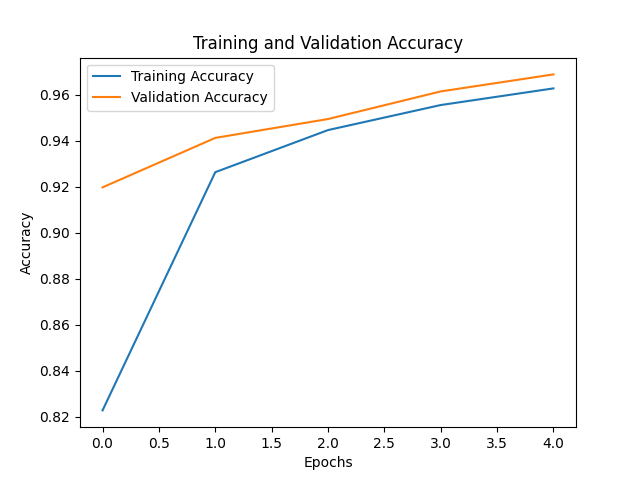 Training and Validation Accuracy
Training Accuracy
Validation Accuracy
0.96
0.94
0.92
0.90
0.88
0.86
0.84
0.82
Accuracy
0.0 0.5 1.0 1.5 2.0 2.5 3.0 3.5 4.0
Epochs